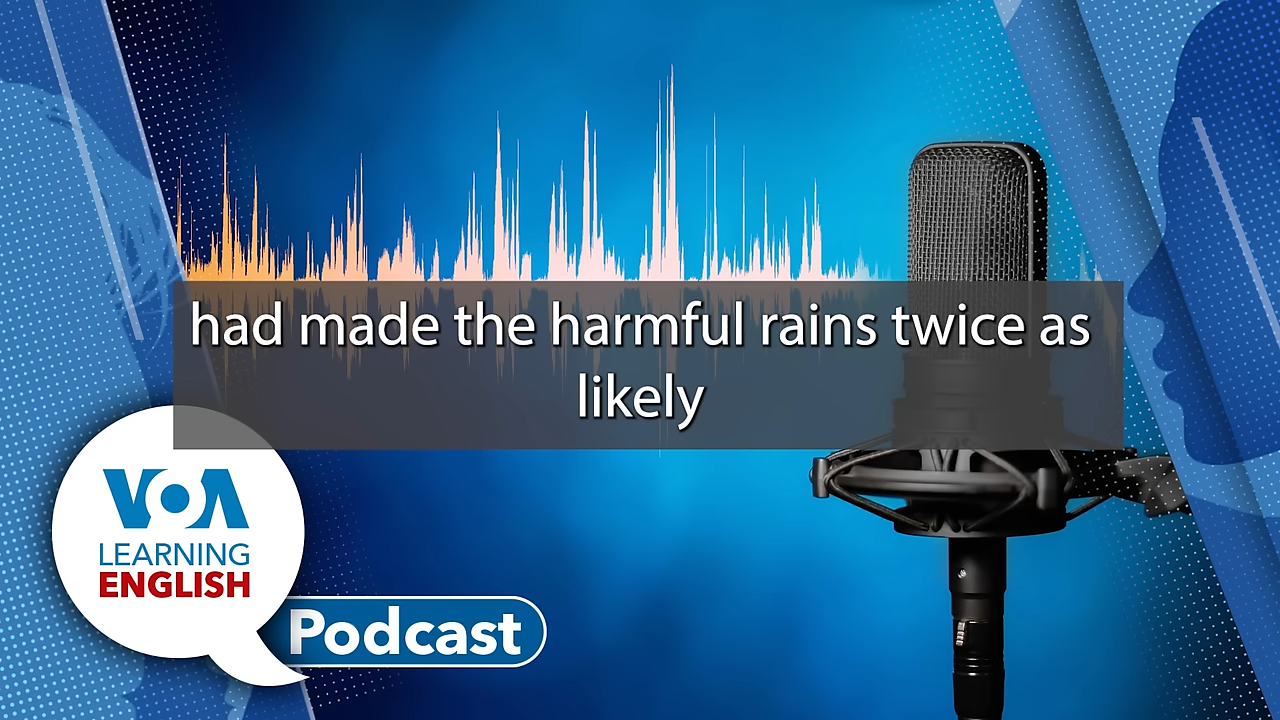 had made the harmful rains twice as
likely
VOA
LEARNING
ENGLISH
Podcast